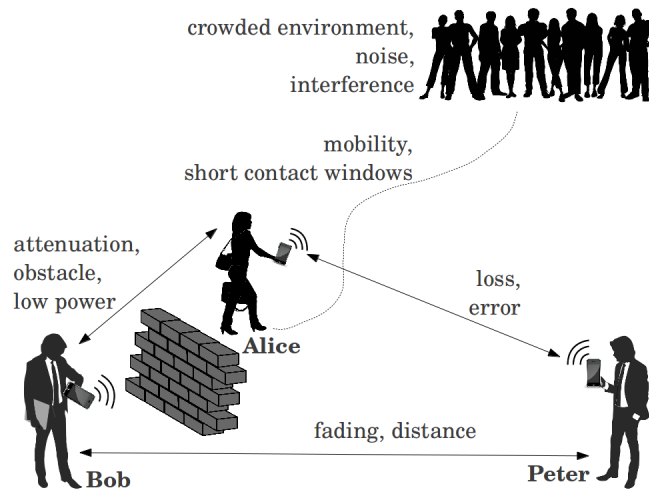 crowded environment,
noise,
interference
mobility,
short contact windows
attenuation,
obstacle,
low power
loss,
error
Alice
fading, distance
Bob
Peter